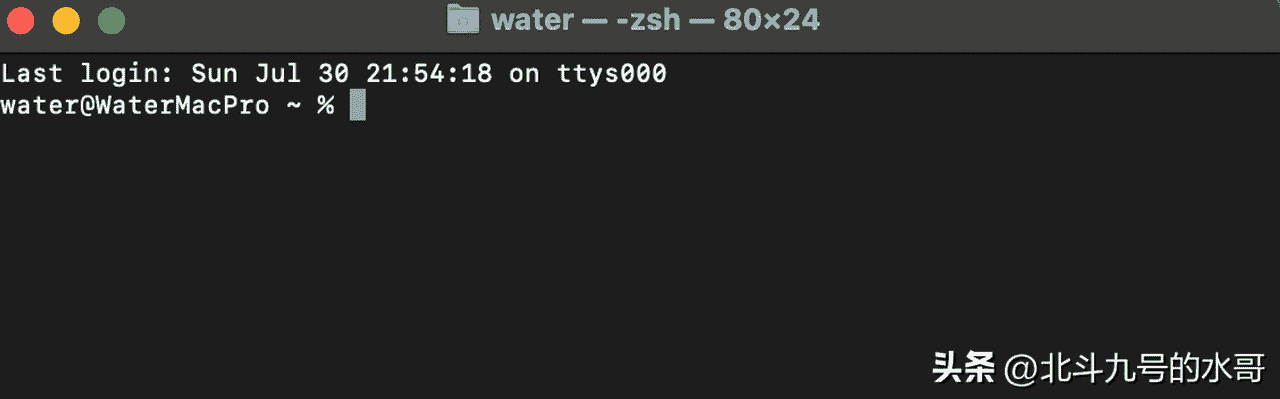 water — -zsh — 80×24
Last login: Sun Jul 30 21:54:18 on ttys000
water@WaterMacPro ~ %
头条 @北斗九号的水哥